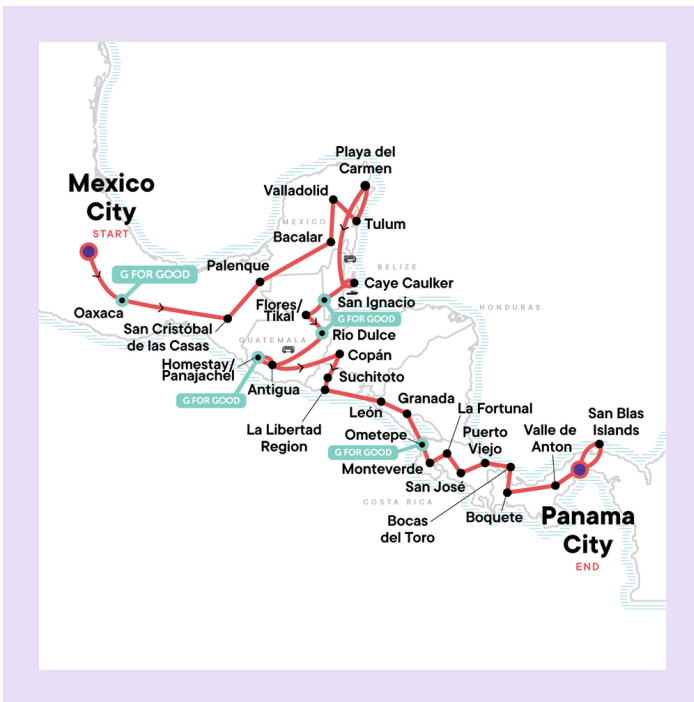 Playa del
Carmen
Mexico
City
START
Valladolid
MEXICO
Tulum
Bacalar
Palenque
BELIZE
G FOR GOOD
Caye Caulker
Oaxaca
Flores/
Tikal
San Ignacio
HONDURAS
G FOR GOOD
San Cristóbal
de las Casas
Río Dulce
GUATEMALA
Homestay/
Panajachel
Copán
Suchitoto
Antigua
G FOR GOOD
León
Granada
La Fortunal
La Libertad
Region
Ometepe
G FOR GOOD
Puerto
Viejo
Valle de
Anton
San Blas
Islands
Monteverde
San José
COSTA RICA
Bocas
del Toro
Boquete
Panama
City
END